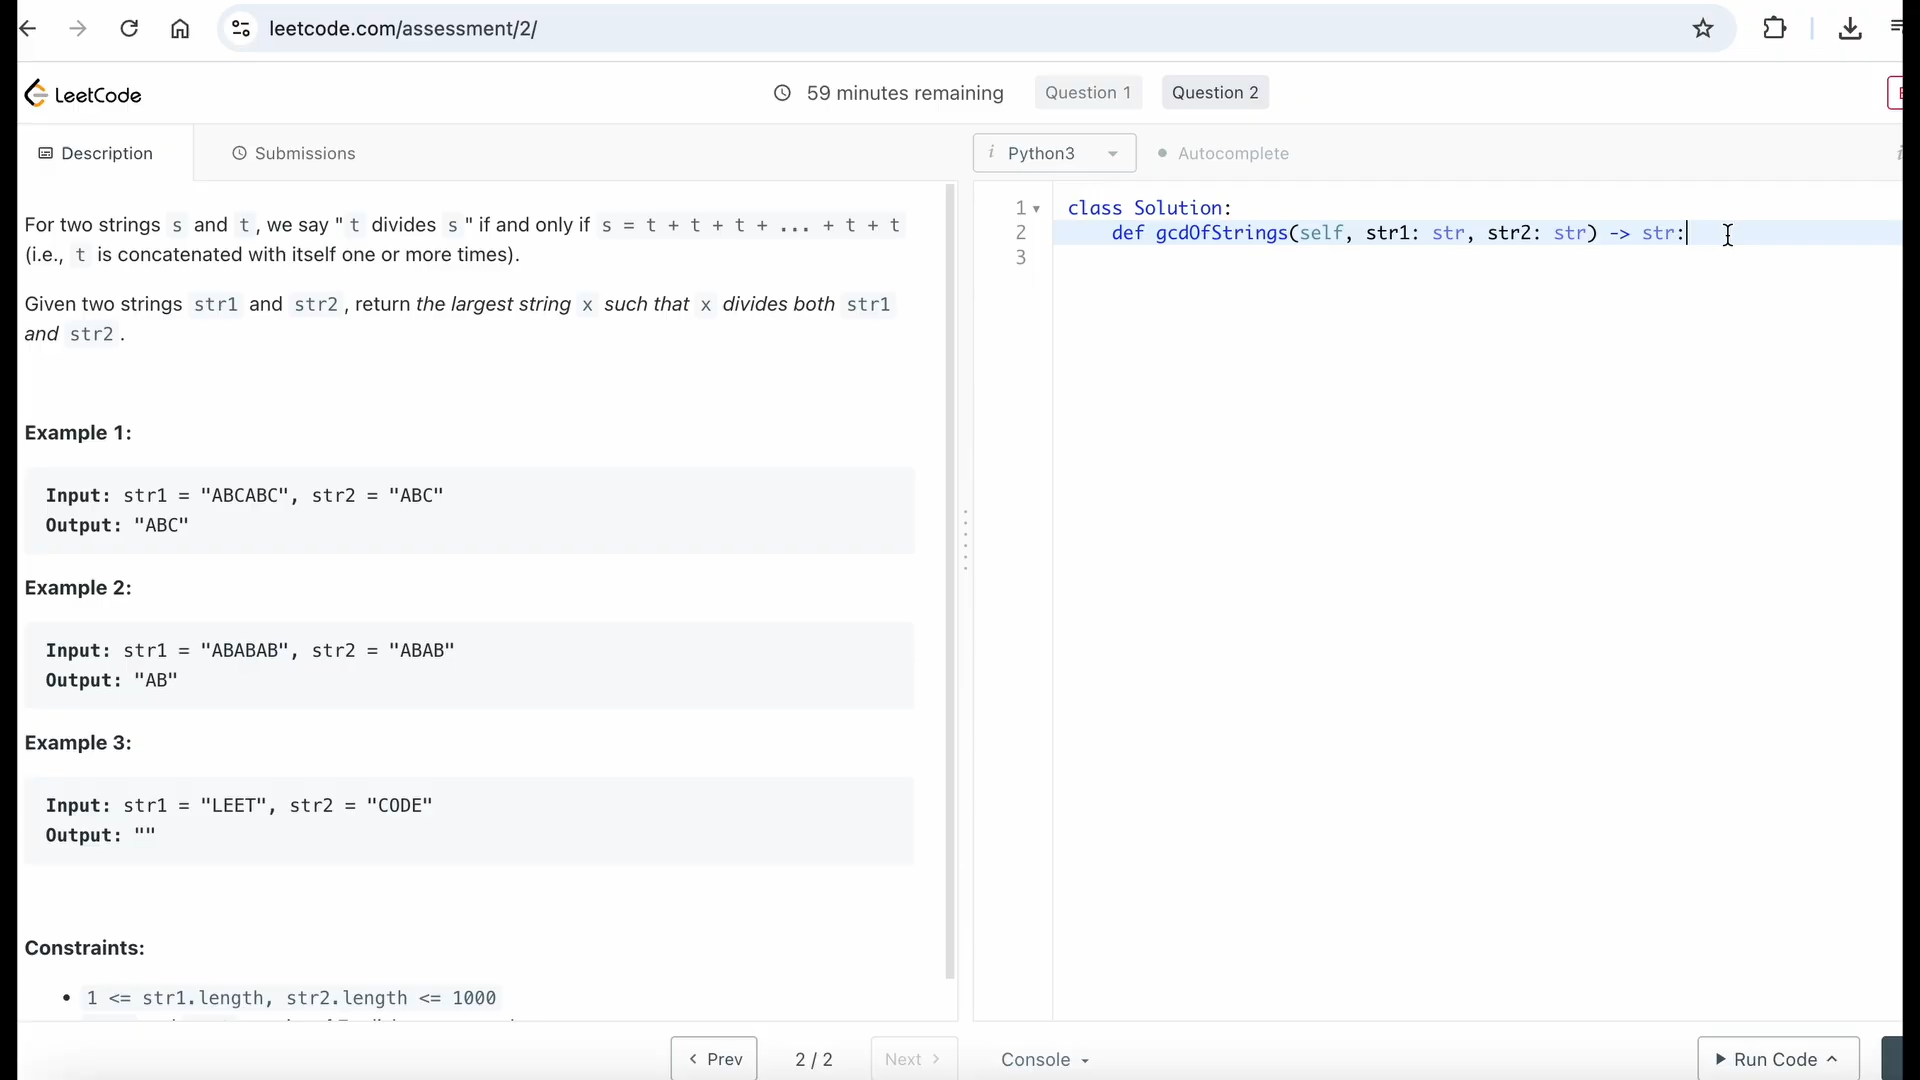 leetcode.com/assessment/2/
LeetCode
59 minutes remaining
Question 1
Question 2
Description
Submissions
i Python3
Autocomplete
For two strings s and t, we say "t divides s" if and only if s = t + t + t + ... + t + t
(i.e., t is concatenated with itself one or more times).
Given two strings str1 and str2, return the largest string x such that x divides both str1
and str2.
Example 1:
Input: str1 = "ABCABC", str2 = "ABC"
Output: "ABC"
Example 2:
Input: str1 = "ABABAB", str2 = "ABAB"
Output: "AB"
Example 3:
Input: str1 = "LEET", str2 = "CODE"
Output: ""
Constraints:
• 1 <= str1.length, str2.length <= 1000
1 class Solution:
2 def gcdOfStrings(self, str1: str, str2: str) -> str:
3
< Prev
2 / 2
Next >
Console
Run Code